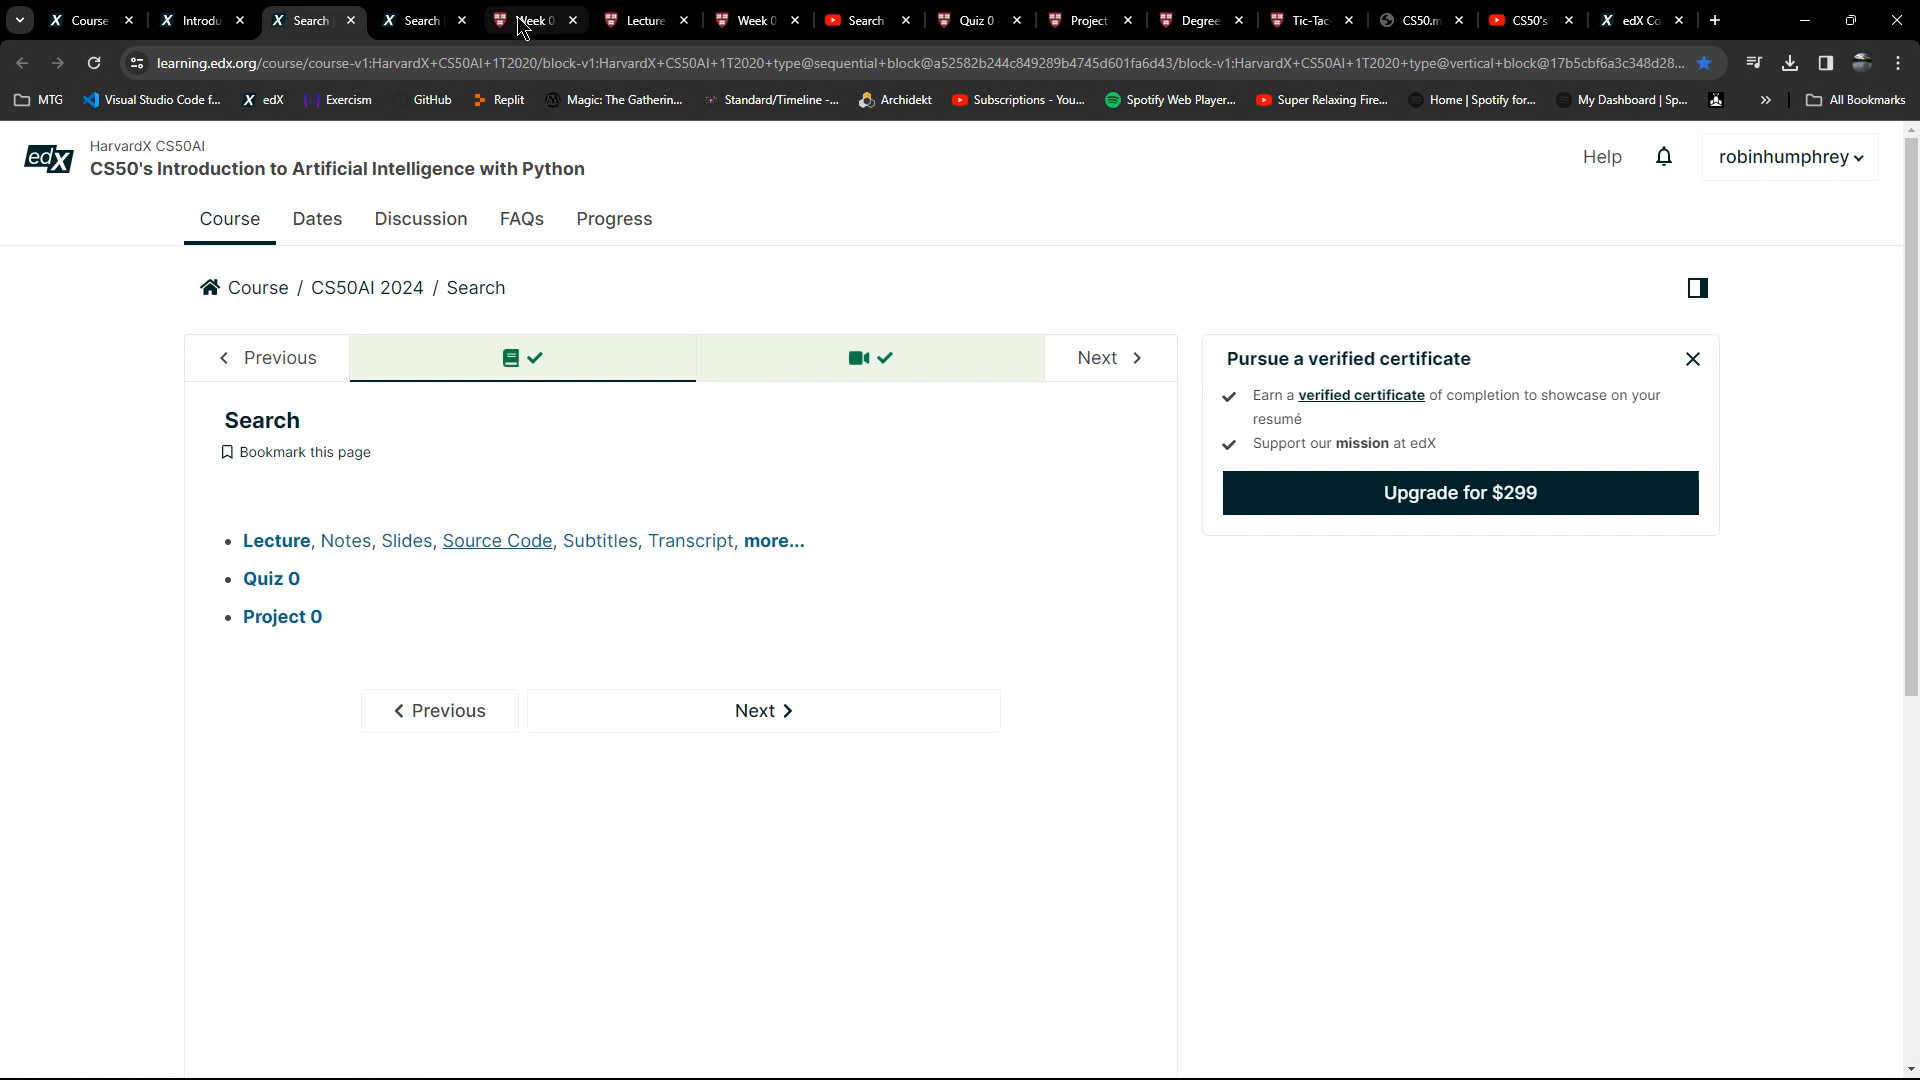 Course
Introdu
Search
Search
Week 0
Lecture
Week 0
Search
Quiz 0
Project
Degree
Tic-Tac
CS50.m
CS50's
edX Co
learning.edx.org/course/course-v1:HarvardX+CS50AI+1T2020/block-v1:HarvardX+CS50AI+1T2020+type@sequential+block@a52582b244c849289b4745d601fa6d43/block-v1:HarvardX+CS50AI+1T2020+type@vertical+block@17b5cbf6a3c348d28...
MTG
Visual Studio Code f...
edX
Exercism
GitHub
Replit
Magic: The Gatherin...
Standard/Timeline -...
Archidekt
Subscriptions - You...
Spotify Web Player...
Super Relaxing Fire...
Home | Spotify for...
My Dashboard | Sp...
All Bookmarks
edX
HarvardX CS50AI
CS50's Introduction to Artificial Intelligence with Python
Help
robinhumphrey
Course
Dates
Discussion
FAQs
Progress
Course / CS50AI 2024 / Search
Previous
Next
Search
Bookmark this page
• Lecture, Notes, Slides, Source Code, Subtitles, Transcript, more...
• Quiz 0
• Project 0
Previous
Next
Pursue a verified certificate
Earn a verified certificate of completion to showcase on your
resumé
Support our mission at edX
Upgrade for $299